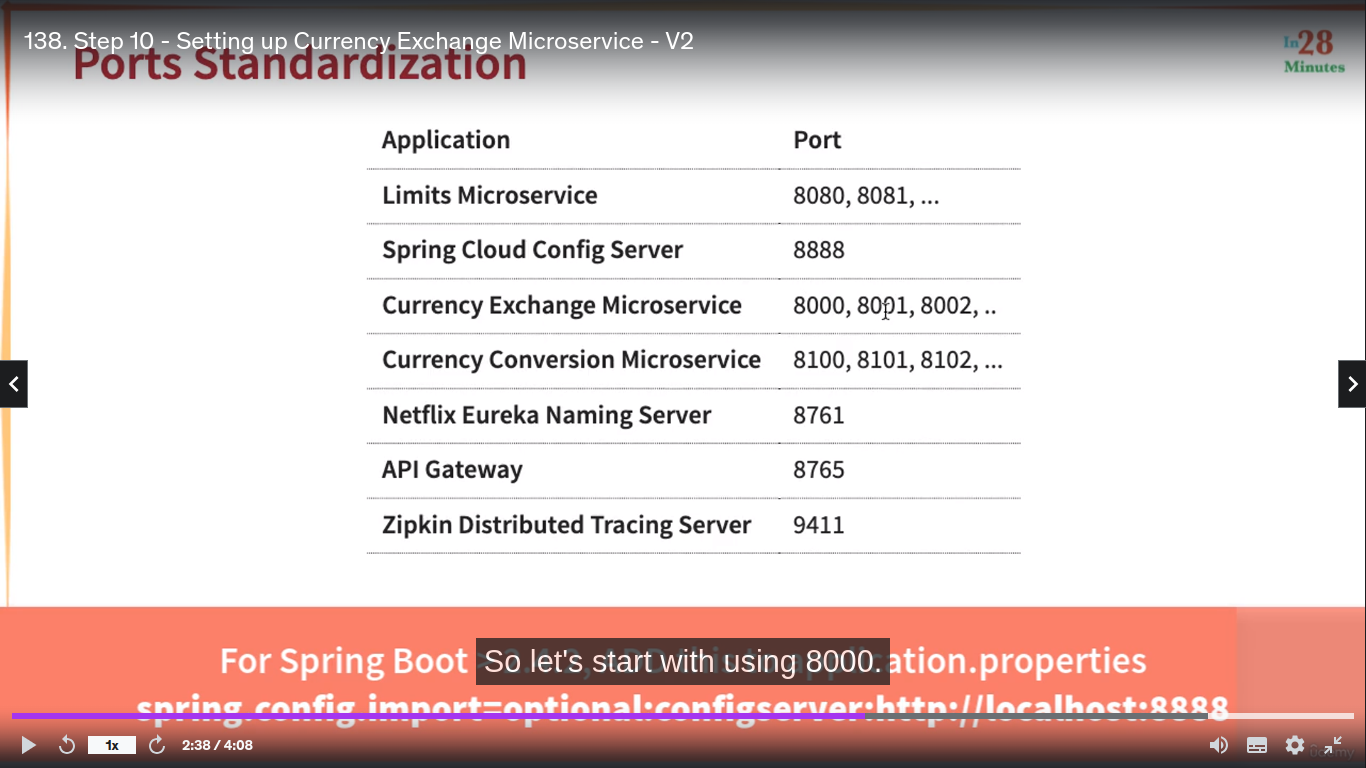 138. Step 10 - Setting up Currency Exchange Microservice - V2
Ports Standardization
In28
Minutes
Application Port
Limits Microservice 8080, 8081, ...
Spring Cloud Config Server 8888
Currency Exchange Microservice 8000, 8001, 8002, ..
Currency Conversion Microservice 8100, 8101, 8102, ...
Netflix Eureka Naming Server 8761
API Gateway 8765
Zipkin Distributed Tracing Server 9411
For Spring Boot application.properties
So let's start with using 8000.
spring.config.import=optional:configserver:http://localhost:8888
1x 2:38 / 4:08